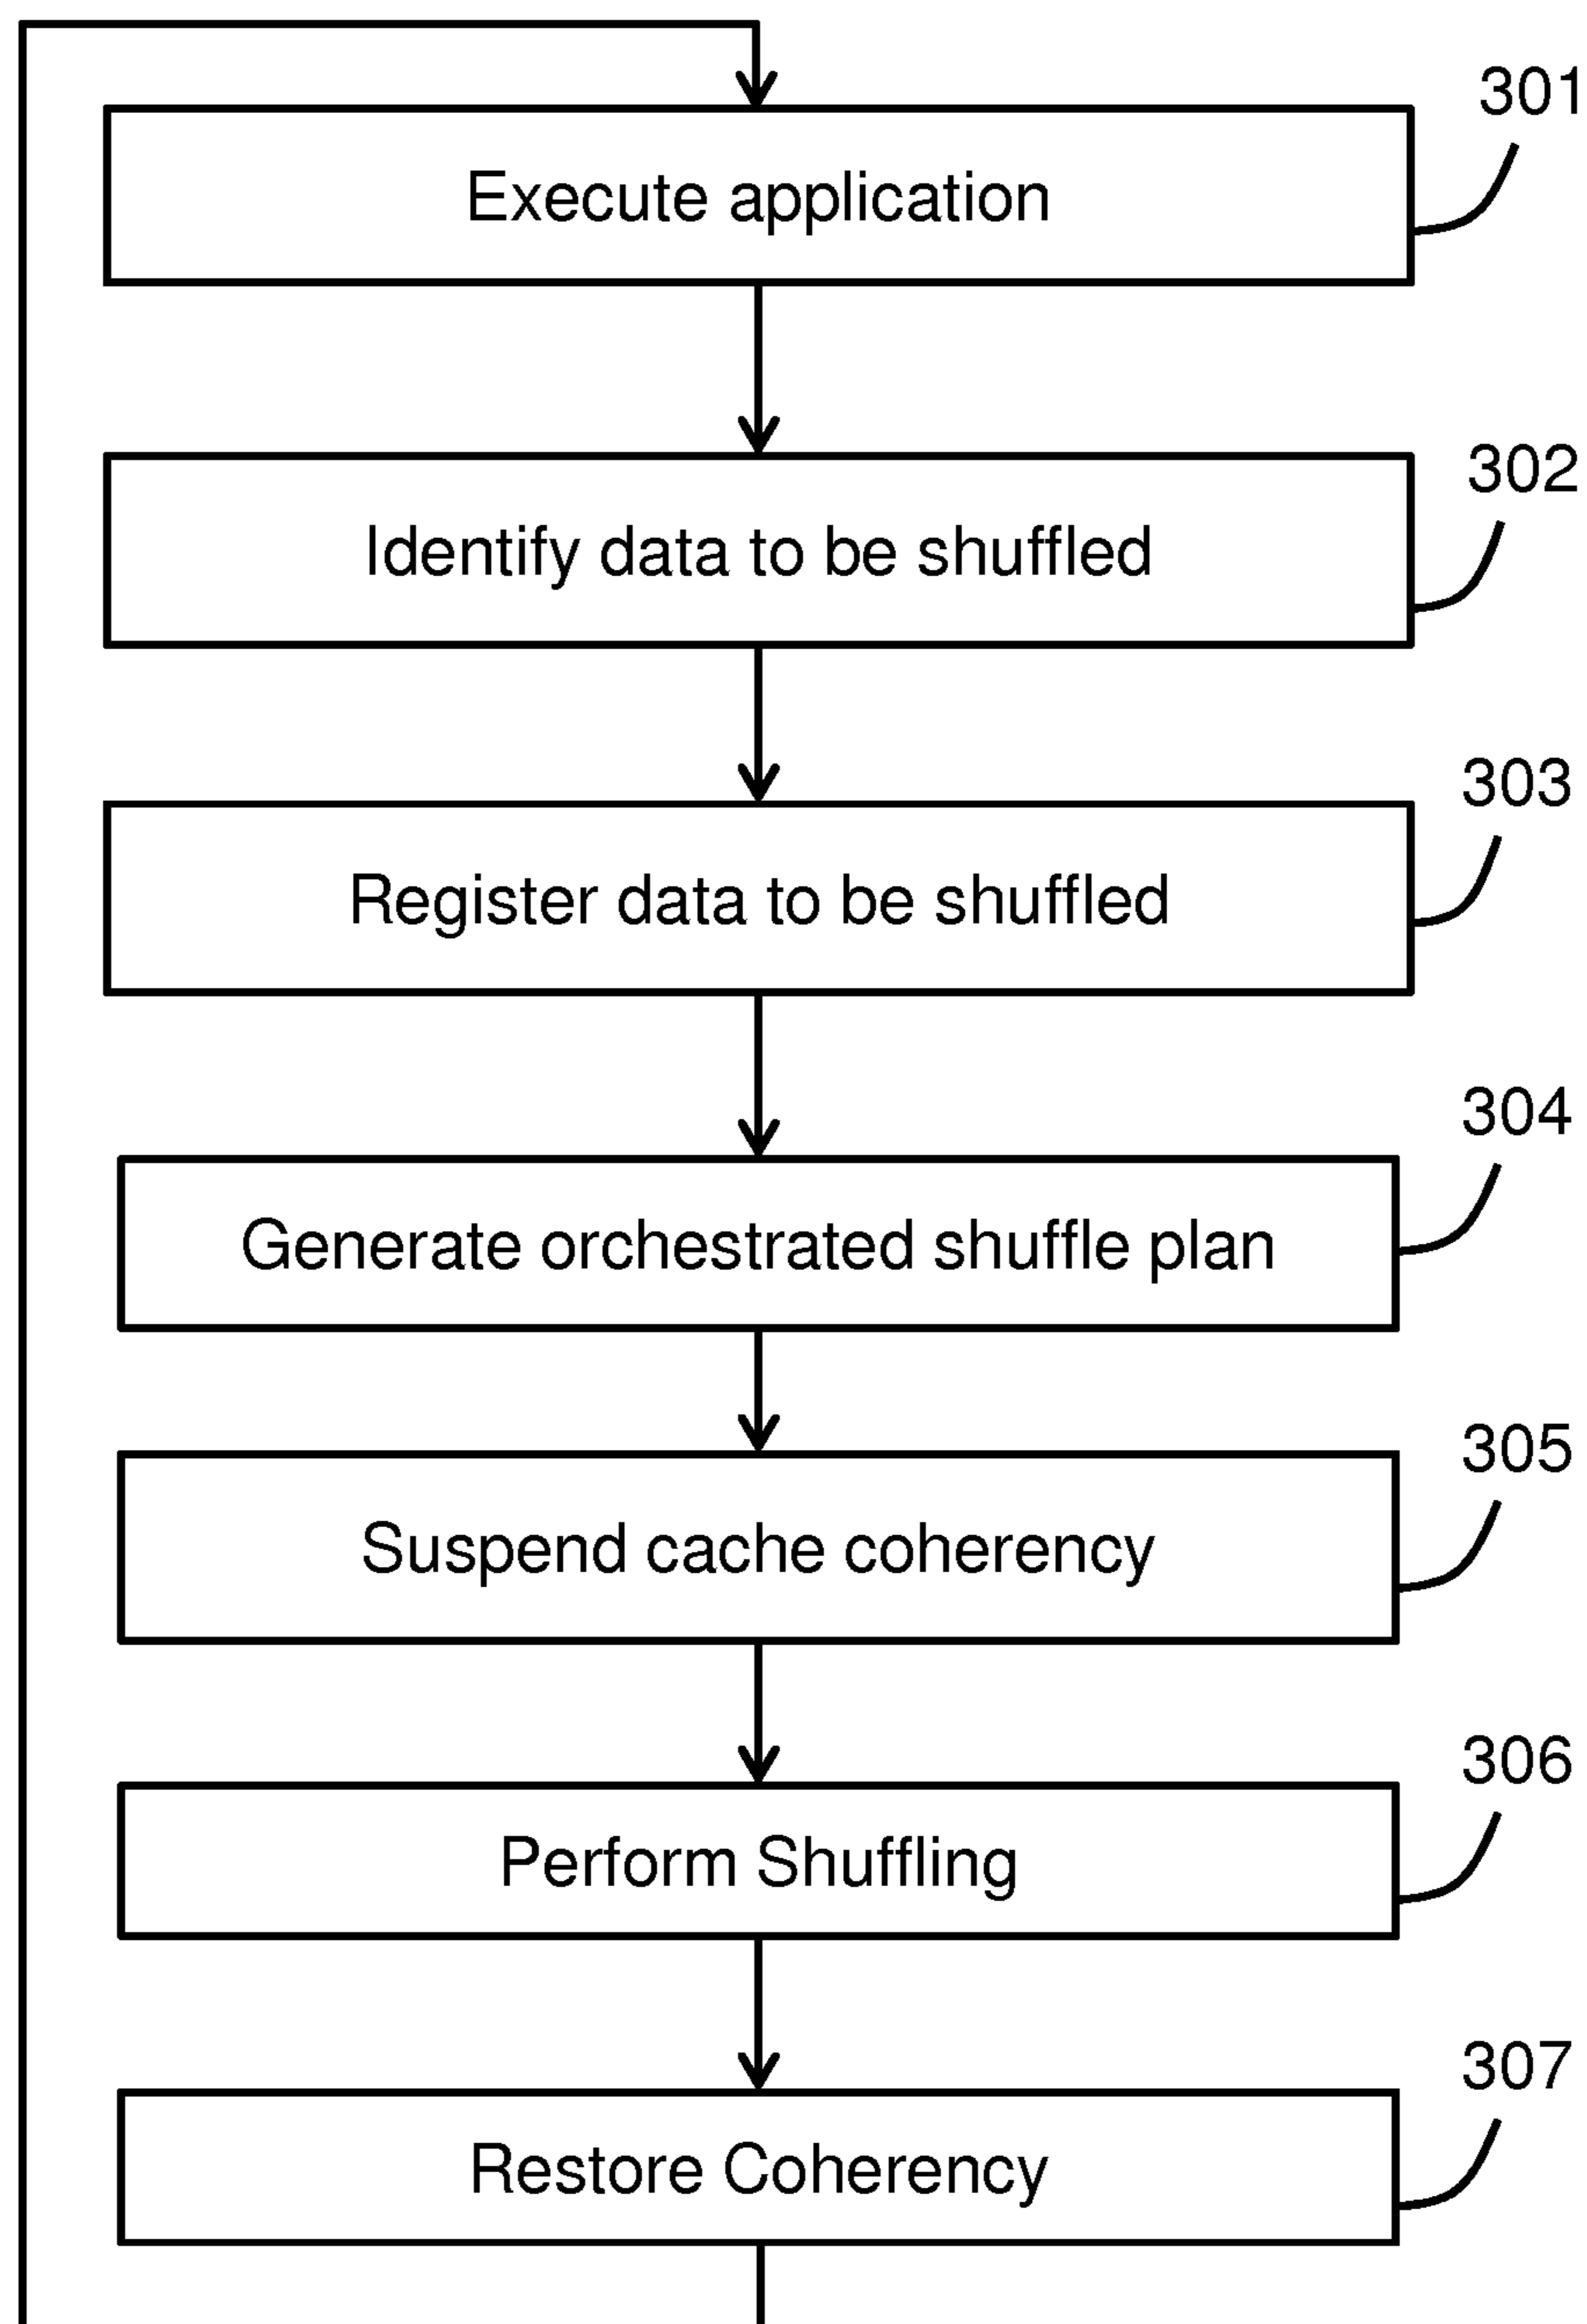 301
Execute application
302
Identify data to be shuffled
303
Register data to be shuffled
304
Generate orchestrated shuffle plan
305
Suspend cache coherency
306
Perform Shuffling
307
Restore Coherency